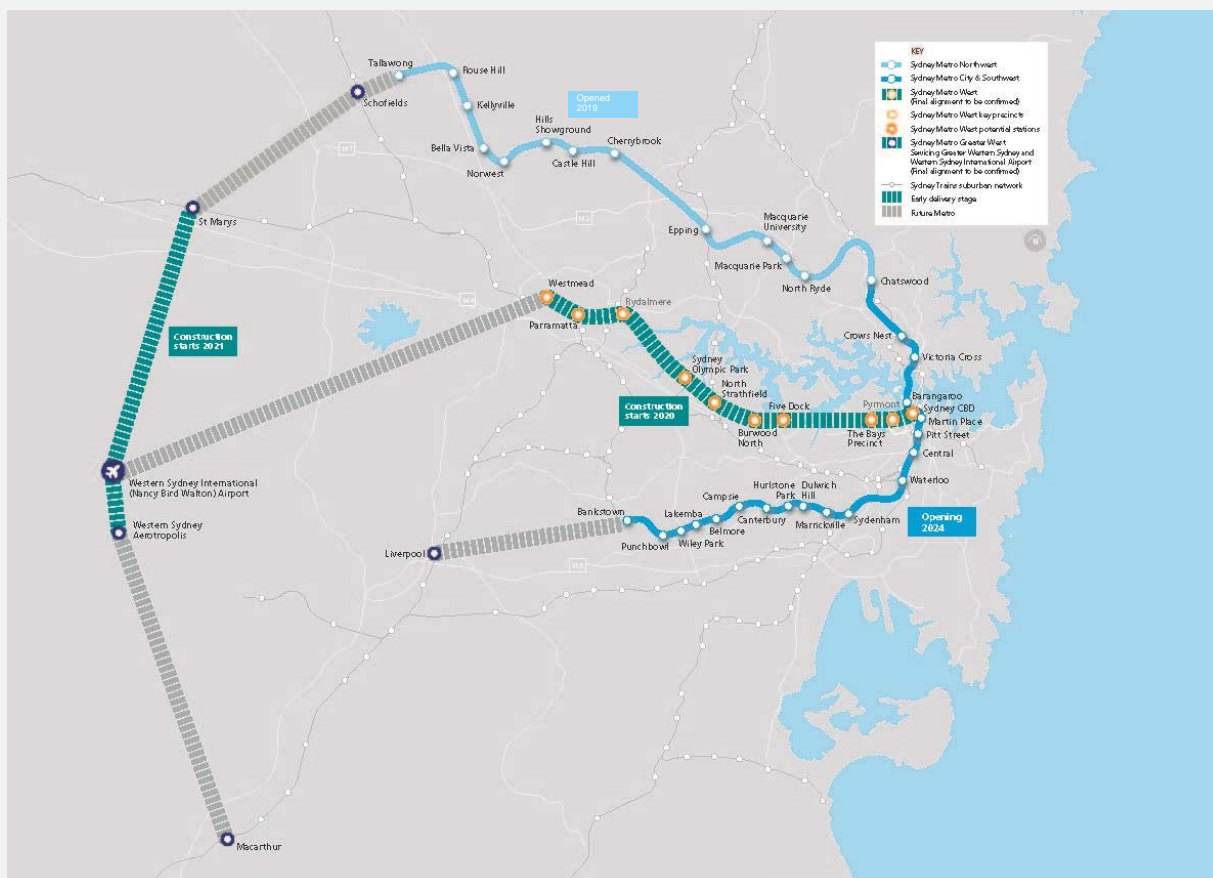 KEY
Sydney Metro Northwest
Sydney Metro City & Southwest
Sydney Metro West
(Final alignment to be confirmed)
Sydney Metro West key precincts
Sydney Metro West potential stations
Sydney Metro Greater West
Servicing Greater Western Sydney and
Western Sydney International Airport
(Final alignment to be confirmed)
Sydney Trains suburban network
Early delivery stage
Future Metro
N
Tallawong
Rouse Hill
Schofields
Kellyville
Opened
2019
Hills
Showground
Cherrybrook
Bella Vista
Castle Hill
Norwest
M7
St Marys
M2
Epping
Macquarie
University
Macquarie Park
North Ryde
Chatswood
Westmead
M4
Rydalmere
Parramatta
Construction
starts 2021
Crows Nest
Victoria Cross
Sydney
Olympic Park
North
Strathfield
Construction
starts 2020
Five Dock
Pyrmont
Barangaroo
Sydney CBD
Martin Place
Burwood
North
The Bays
Precinct
Pitt Street
Central
Western Sydney International
(Nancy Bird Walton) Airport
Waterloo
Hurlstone
Park
Dulwich
Hill
Campsie
Lakemba
Bankstown
Canterbury
Belmore
Marrickville
Sydenham
Opening
2024
Wiley Park
Punchbowl
Western Sydney
Aerotropolis
Liverpool
M5
Macarthur